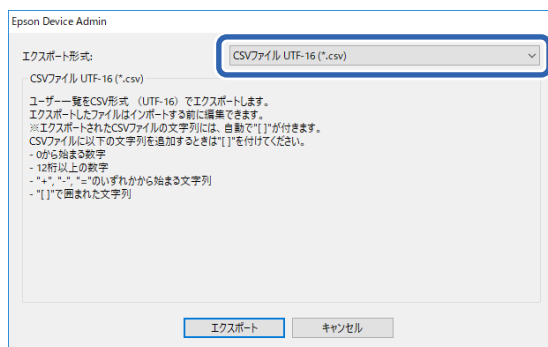 Epson Device Admin
エクスポート形式:
CSVファイル UTF-16 (*.csv)
CSVファイル UTF-16 (*.csv)
ユーザー一覧をCSV形式 （UTF-16）でエクスポートします。
エクスポートしたファイルはインポートする前に編集できます。
※エクスポートされたCSVファイルの文字列には、自動で"[ ]"が付きます。
CSVファイルに以下の文字列を追加するときは"[ ]"を付けてください。
- 0から始まる数字
- 12桁以上の数字
- "+", "-", "="のいずれかから始まる文字列
- "[ ]"で囲まれた文字列
エクスポート
キャンセル